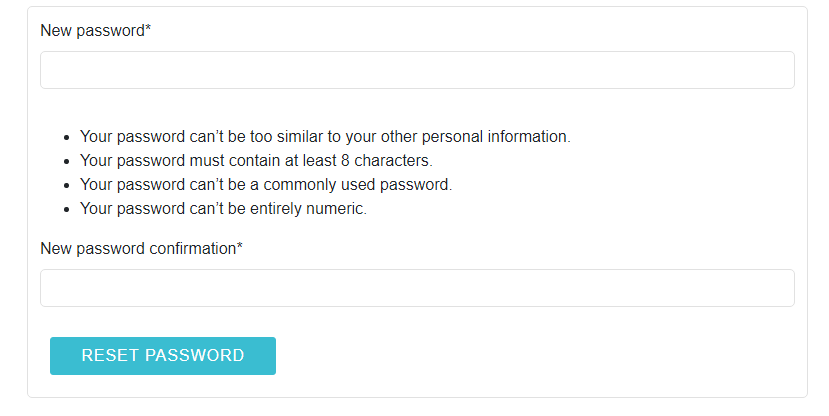 New password*
Your password can’t be too similar to your other personal information.
Your password must contain at least 8 characters.
Your password can’t be a commonly used password.
Your password can’t be entirely numeric.
New password confirmation*
RESET PASSWORD